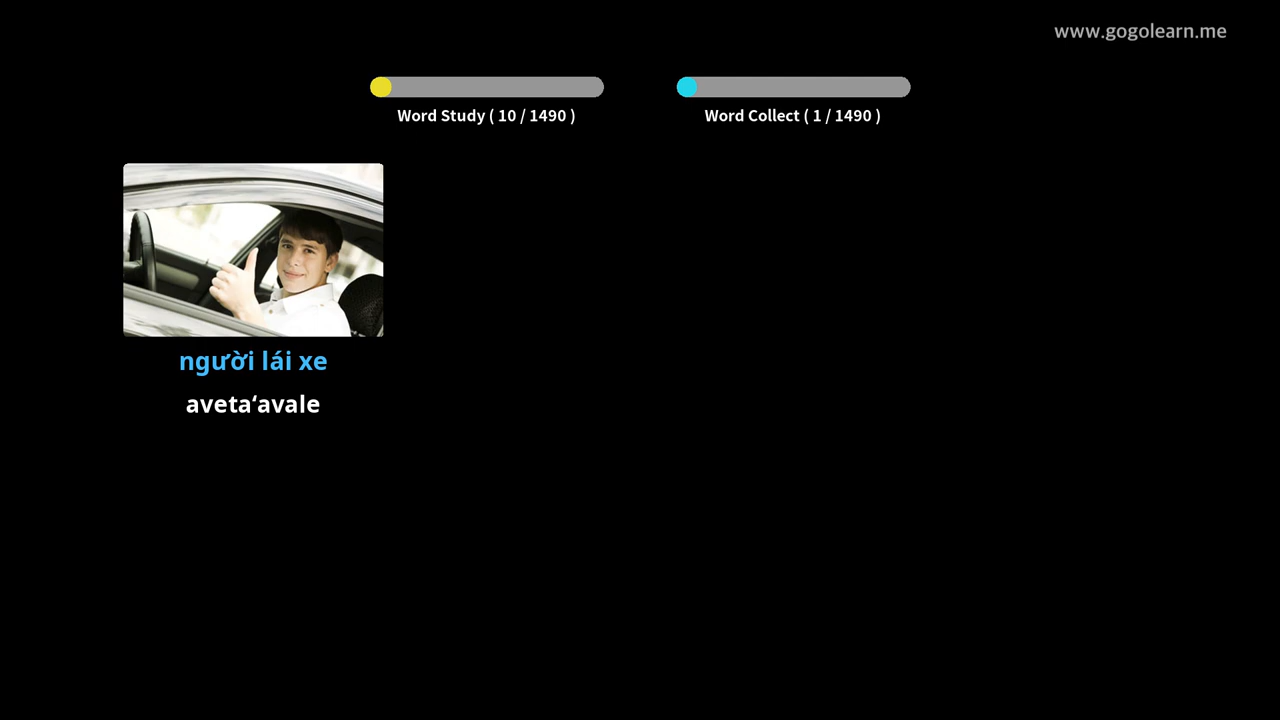 www.gogolearn.me
Word Study ( 10 / 1490 )
Word Collect ( 1 / 1490 )
người lái xe
aveta‘avale